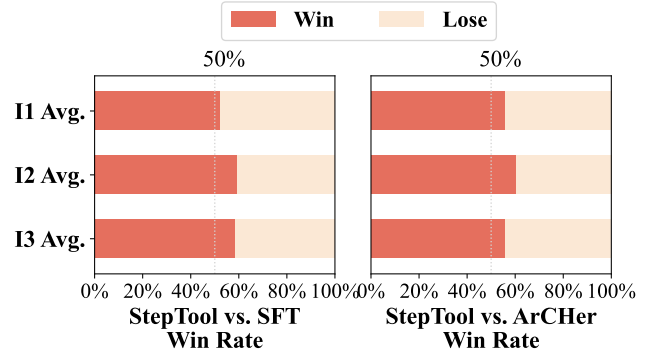 Win Lose
50% 50%
I1 Avg.
I2 Avg.
I3 Avg.
0% 20% 40% 60% 80% 100% 0% 20% 40% 60% 80% 100%
StepTool vs. SFT StepTool vs. ArCHer
Win Rate Win Rate